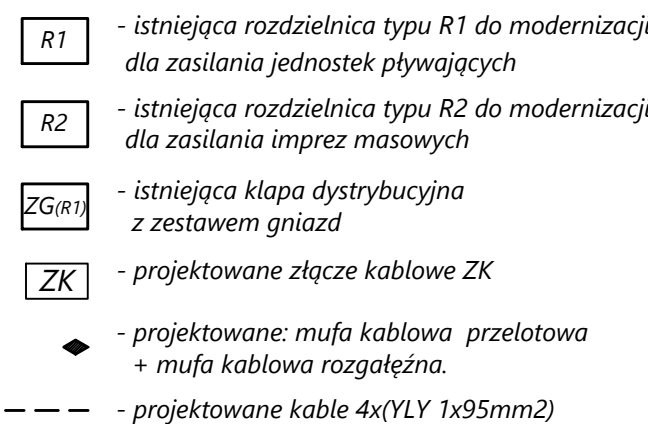 R1 - istniejąca rozdzielnica typu R1 do modernizacji
dla zasilania jednostek pływających
R2 - istniejąca rozdzielnica typu R2 do modernizacji
dla zasilania imprez masowych
ZG(R1) - istniejąca klapa dystrybucyjna
z zestawem gniazd
ZK - projektowane złącze kablowe ZK
- projektowane: mufa kablowa przelotowa
+ mufa kablowa rozgałęźna.
- projektowane kable 4x(YLY 1x95mm2)